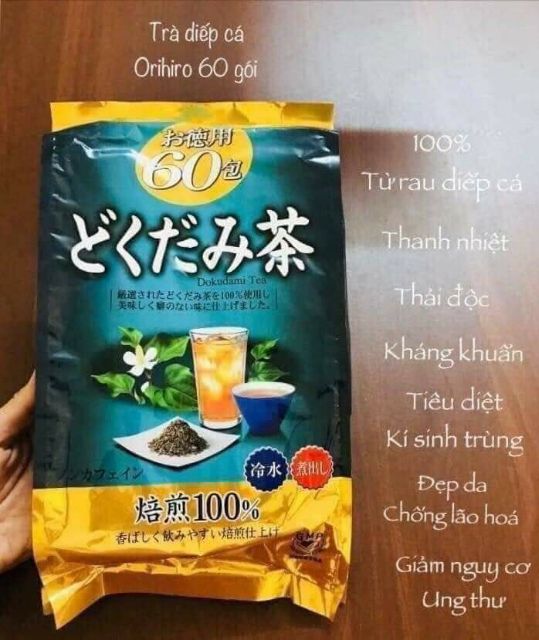 Trà diếp cá
Orihiro 60 gói
お徳用
60包
どくだみ茶
Dokudami Tea
厳選されたどくだみ茶を100%使用し
美味しく癖のない味に仕上げました。
ノンカフェイン
冷水
煮出し
焙煎100%
香ばしく飲みやすい焙煎仕上げ
GMP
100%
Từ rau diếp cá
Thanh nhiệt
Thải độc
Kháng khuẩn
Tiêu diệt
Kí sinh trùng
Đẹp da
Chống lão hoá
Giảm nguy cơ
Ung thư